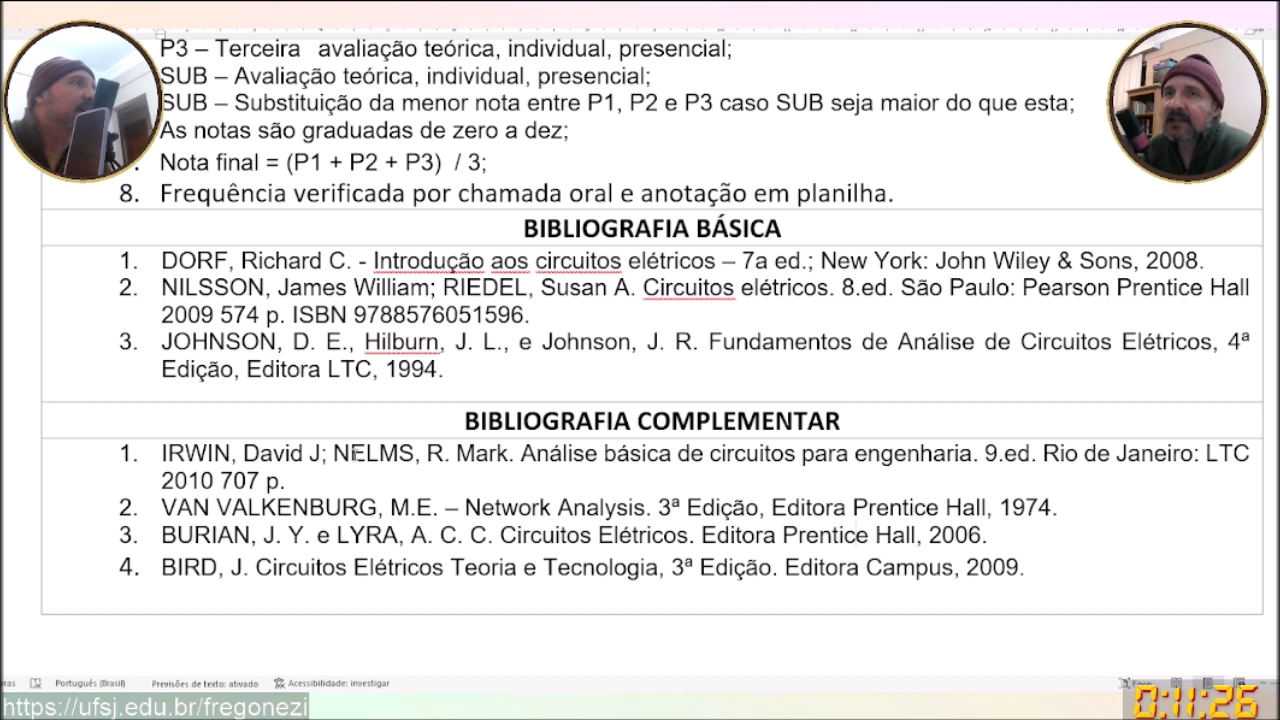 P3 – Terceira avaliação teórica, individual, presencial;
SUB – Avaliação teórica, individual, presencial;
SUB – Substituição da menor nota entre P1, P2 e P3 caso SUB seja maior do que esta;
As notas são graduadas de zero a dez;
Nota final = (P1 + P2 + P3) / 3;
8. Frequência verificada por chamada oral e anotação em planilha.
BIBLIOGRAFIA BÁSICA
1. DORF, Richard C. - Introdução aos circuitos elétricos – 7a ed.; New York: John Wiley & Sons, 2008.
2. NILSSON, James William; RIEDEL, Susan A. Circuitos elétricos. 8.ed. São Paulo: Pearson Prentice Hall
2009 574 p. ISBN 9788576051596.
3. JOHNSON, D. E., Hilburn, J. L., e Johnson, J. R. Fundamentos de Análise de Circuitos Elétricos, 4ª
Edição, Editora LTC, 1994.
BIBLIOGRAFIA COMPLEMENTAR
1. IRWIN, David J; NELMS, R. Mark. Análise básica de circuitos para engenharia. 9.ed. Rio de Janeiro: LTC
2010 707 p.
2. VAN VALKENBURG, M.E. – Network Analysis. 3ª Edição, Editora Prentice Hall, 1974.
3. BURIAN, J. Y. e LYRA, A. C. C. Circuitos Elétricos. Editora Prentice Hall, 2006.
4. BIRD, J. Circuitos Elétricos Teoria e Tecnologia, 3ª Edição. Editora Campus, 2009.
Português (Brasil) Previsões de texto: ativado Acessibilidade: investigar
https://ufsj.edu.br/fregonezi
0:11:26